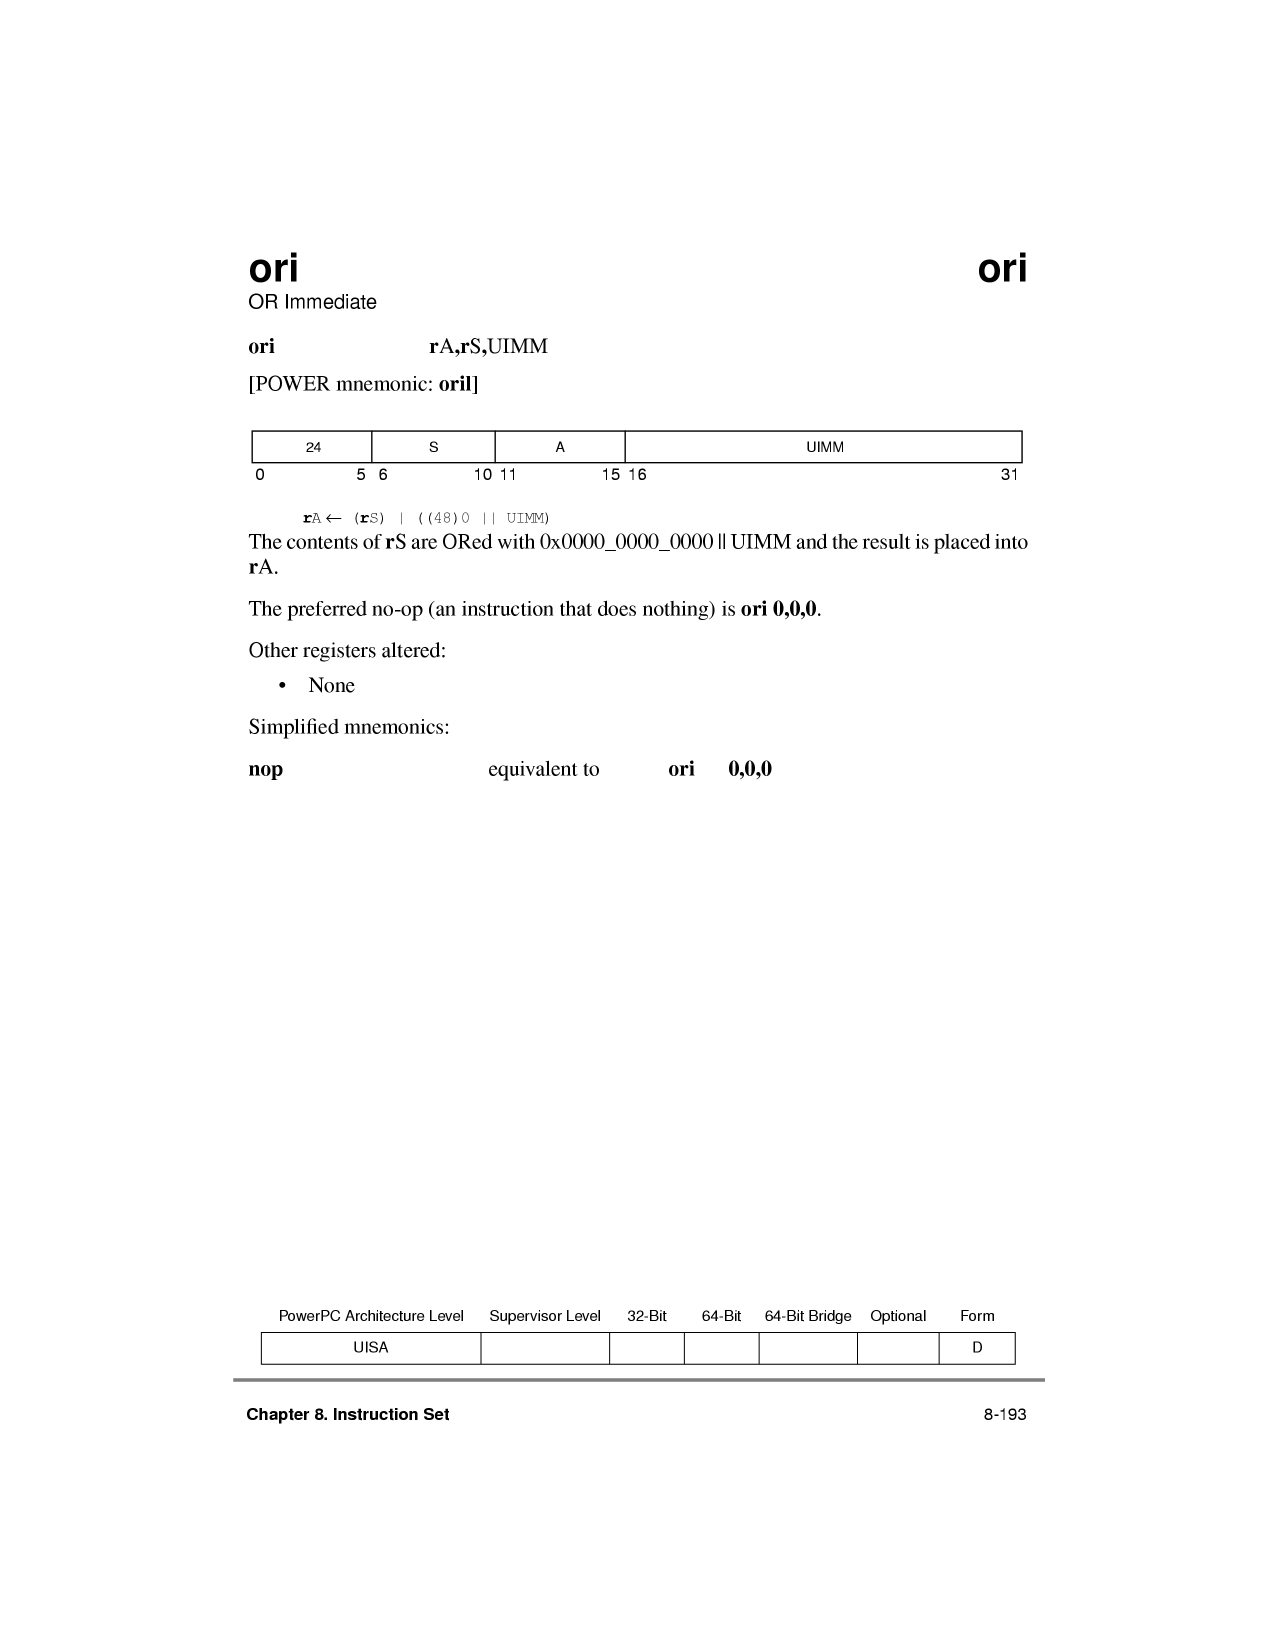 ori ori
OR Immediate
ori rA,rS,UIMM
[POWER mnemonic: oril]
24 S A UIMM
0 5 6 10 11 15 16 31
rA ← (rS) | ((48)0 || UIMM)
The contents of rS are ORed with 0x0000_0000_0000 || UIMM and the result is placed into
rA.
The preferred no-op (an instruction that does nothing) is ori 0,0,0.
Other registers altered:
• None
Simplified mnemonics:
nop equivalent to ori 0,0,0
PowerPC Architecture Level Supervisor Level 32-Bit 64-Bit 64-Bit Bridge Optional Form
UISA D
Chapter 8. Instruction Set 8-193